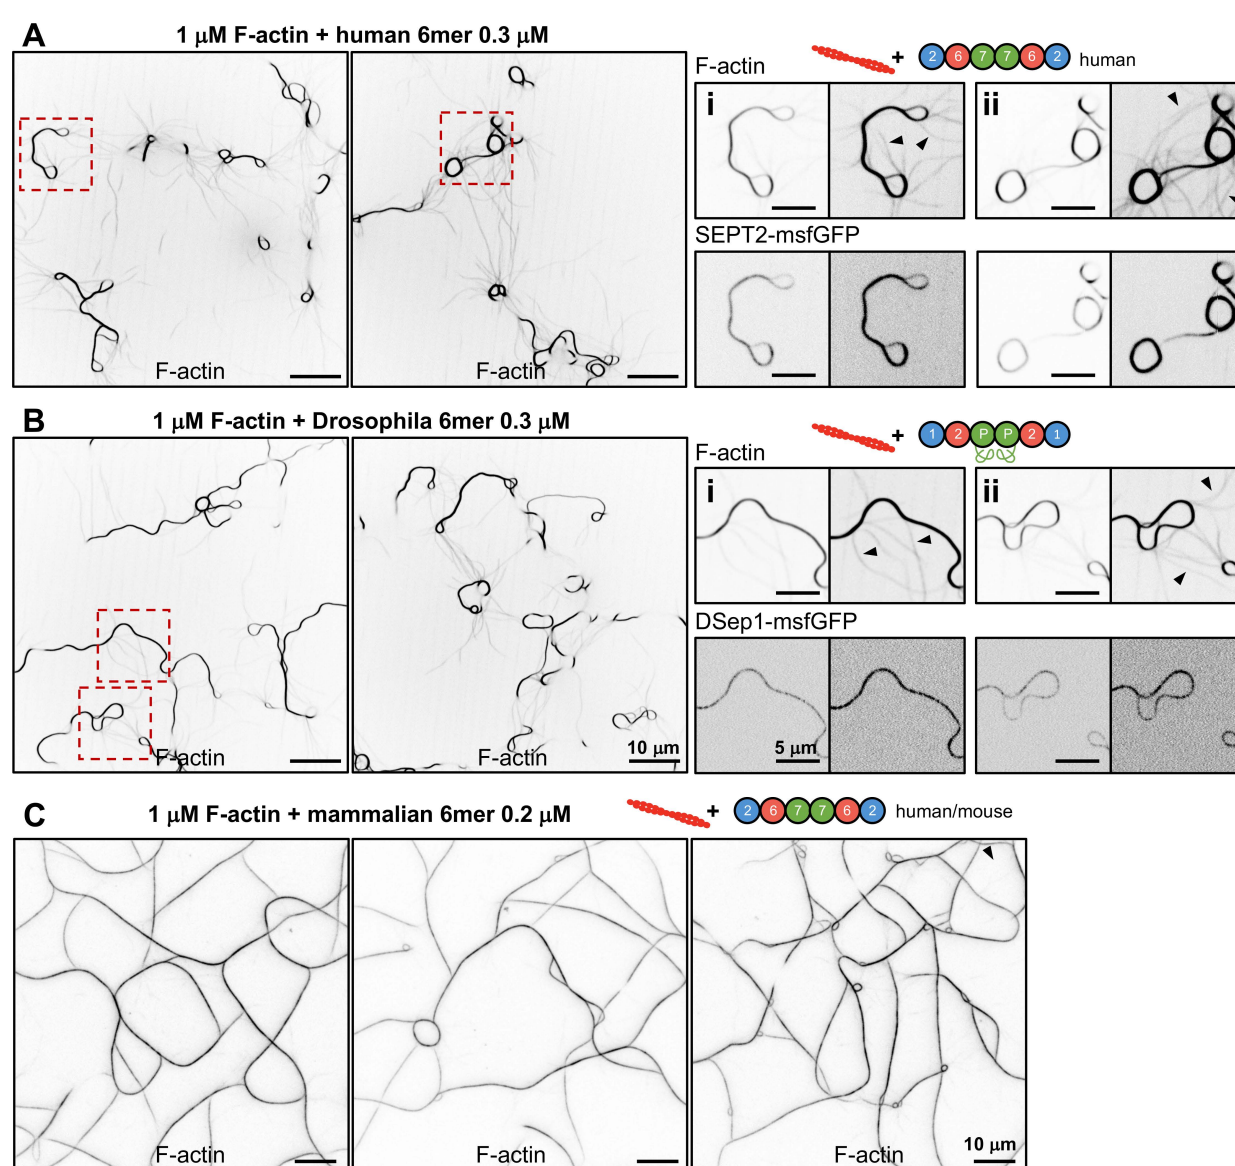 A
1 µM F-actin + human 6mer 0.3 µM
F-actin
F-actin
F-actin
+
2 6 7 7 6 2
human
i
ii
SEPT2-msfGFP
B
1 µM F-actin + Drosophila 6mer 0.3 µM
F-actin
F-actin
10 µm
F-actin
+
1 2 P P 2 1
i
ii
DSep1-msfGFP
5 µm
C
1 µM F-actin + mammalian 6mer 0.2 µM
+
2 6 7 7 6 2
human/mouse
F-actin
F-actin
F-actin
10 µm